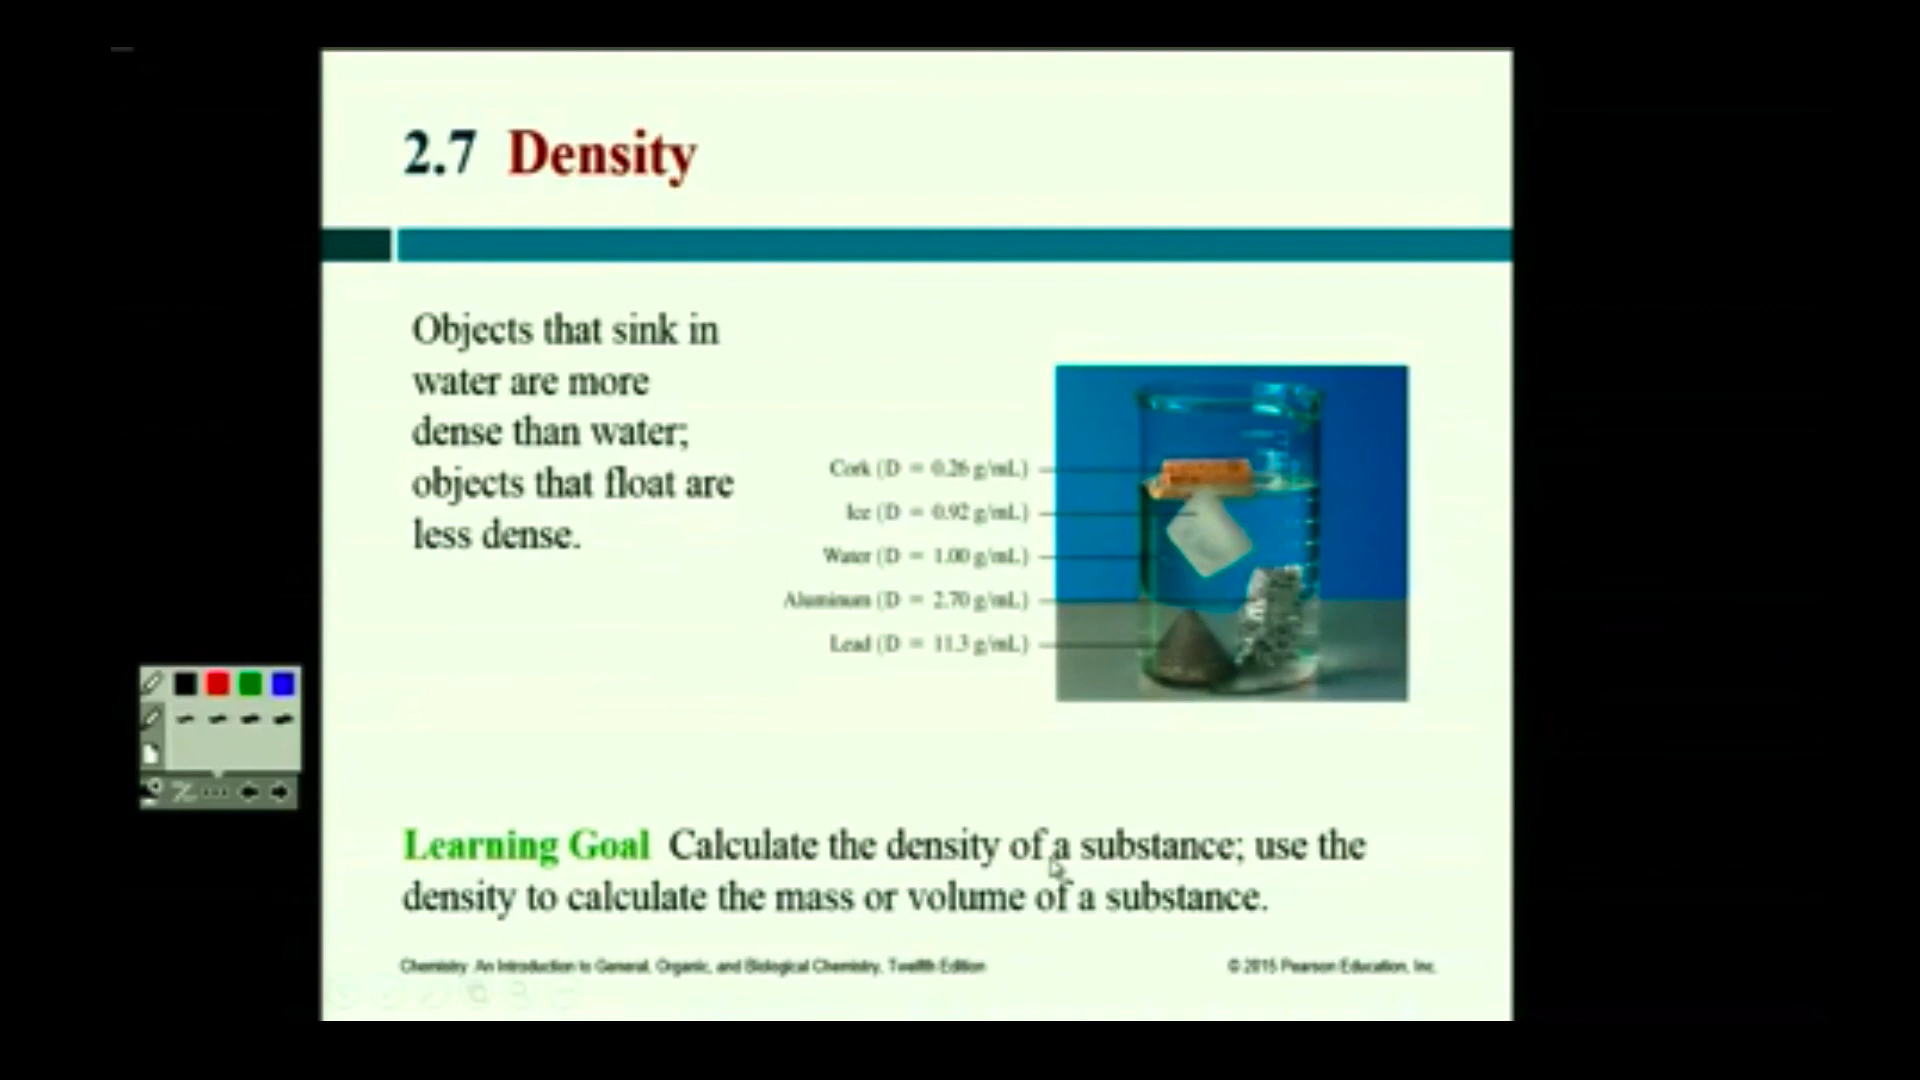 2.7 Density
Objects that sink in
water are more
dense than water;
objects that float are
less dense.
Cork (D = 0.26 g/mL)
Ice (D = 0.92 g/mL)
Water (D = 1.00 g/mL)
Aluminum (D = 2.70 g/mL)
Lead (D = 11.3 g/mL)
Learning Goal Calculate the density of a substance; use the
density to calculate the mass or volume of a substance.
Chemistry: An Introduction to General, Organic, and Biological Chemistry, Twelfth Edition
© 2015 Pearson Education, Inc.